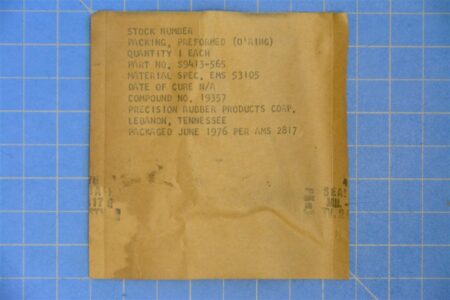 STOCK NUMBER
PACKING, PREFORMED (O'RING)
QUANTITY 1 EACH
PART NO. S9413-565
MATERIAL SPEC. EMS 53105
DATE OF CURE N/A
COMPOUND NO. 19357
PRECISION RUBBER PRODUCTS CORP.
LEBANON, TENNESSEE
PACKAGED JUNE 1976 PER AMS 2817